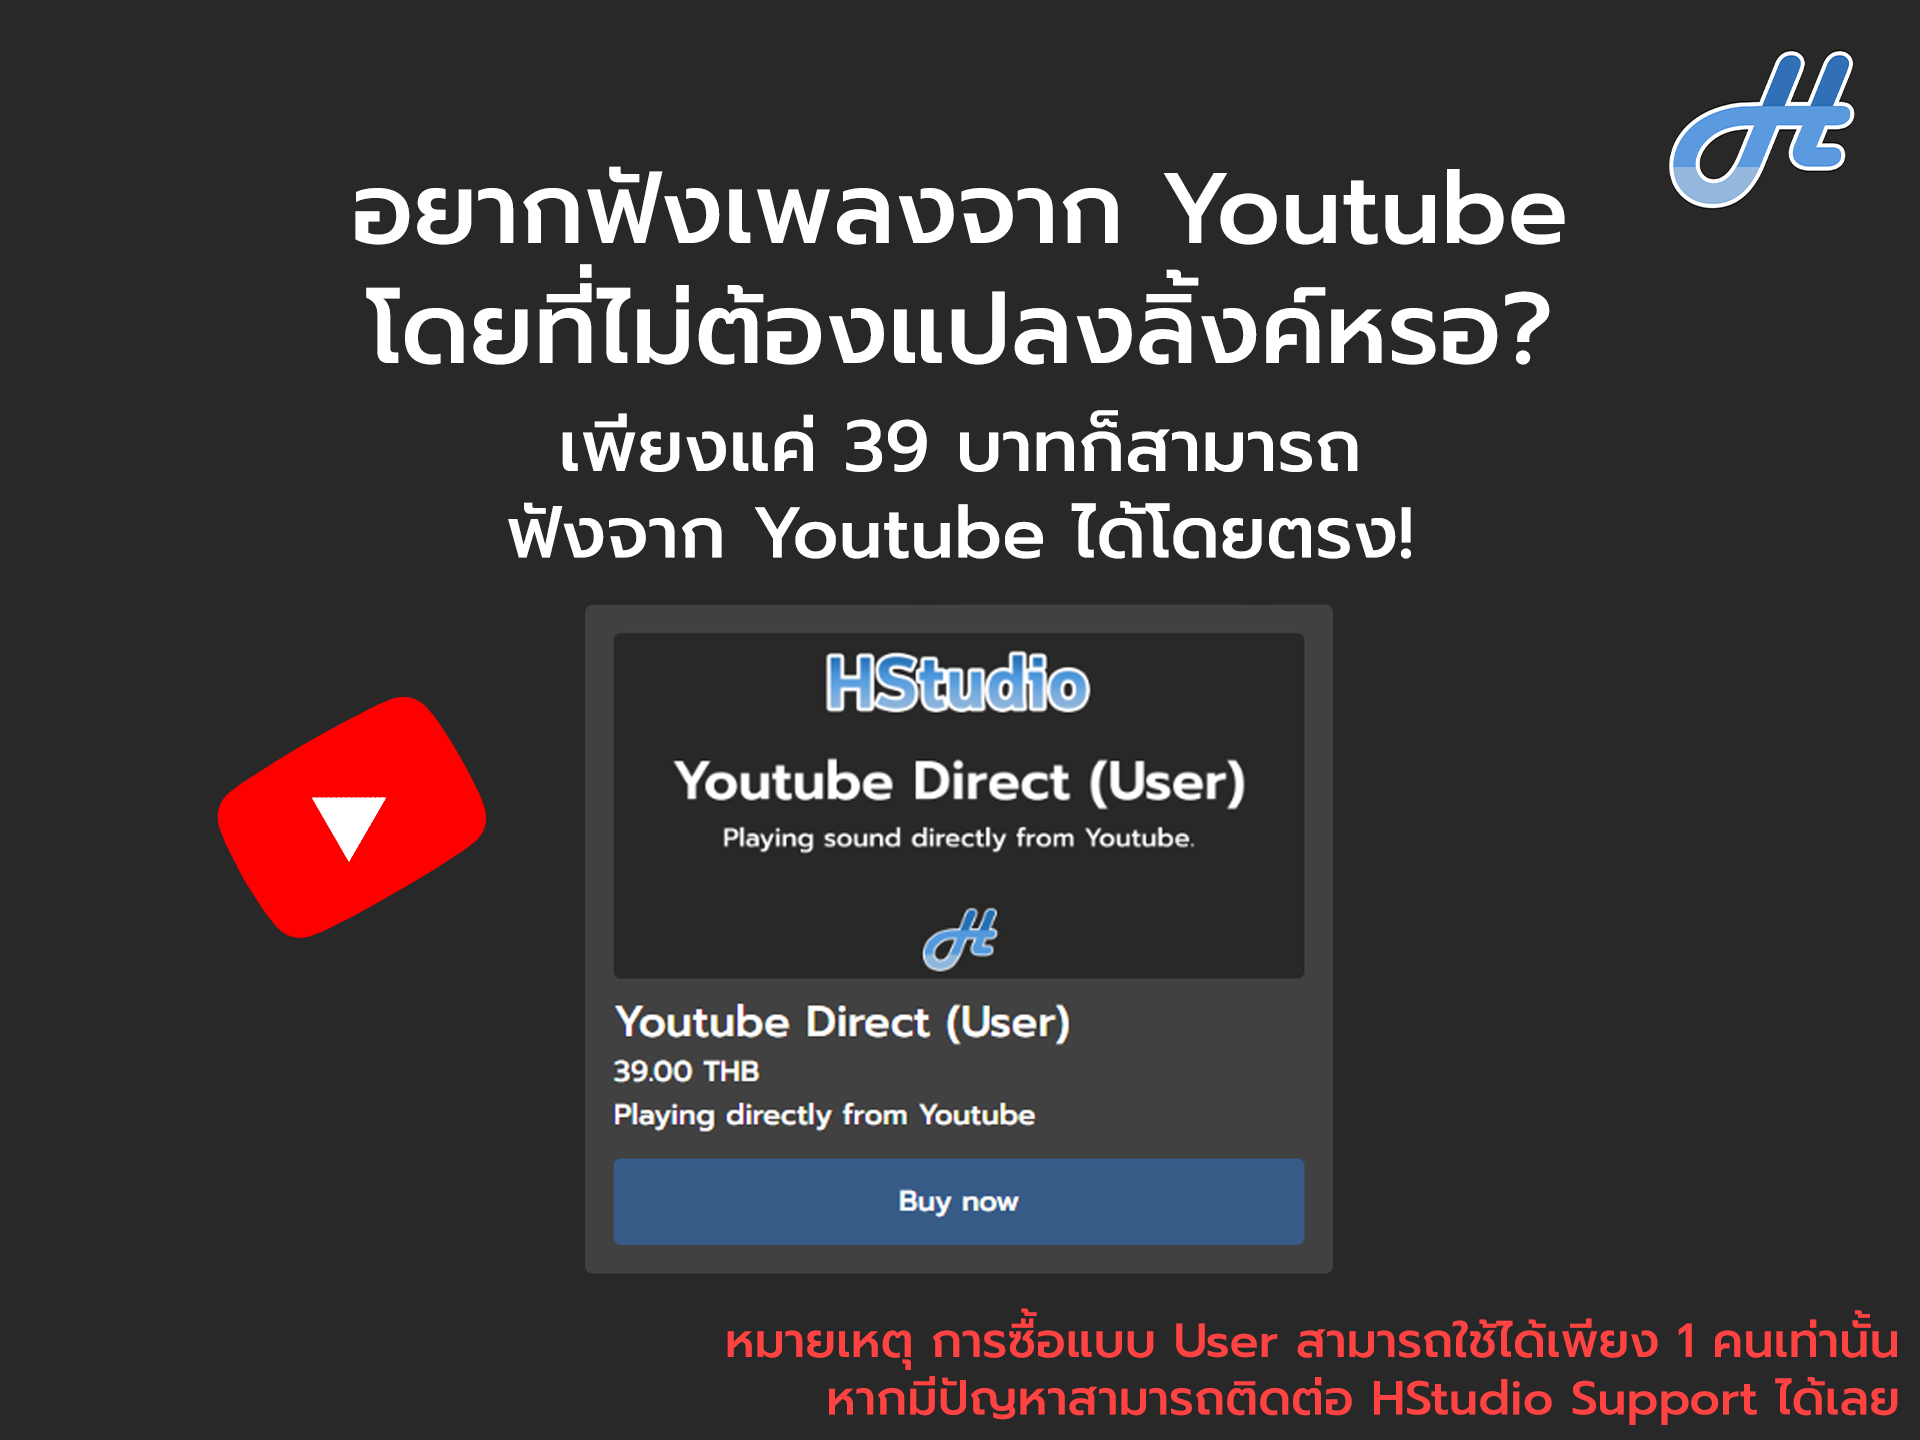 อยากฟังเพลงจาก Youtube
โดยที่ไม่ต้องแปลงลิ้งค์หรอ?
เพียงแค่ 39 บาทก็สามารถ
ฟังจาก Youtube ได้โดยตรง!
HStudio
Youtube Direct (User)
Playing sound directly from Youtube.
Youtube Direct (User)
39.00 THB
Playing directly from Youtube
Buy now
หมายเหตุ การซื้อแบบ User สามารถใช้ได้เพียง 1 คนเท่านั้น
หากมีปัญหาสามารถติดต่อ HStudio Support ได้เลย